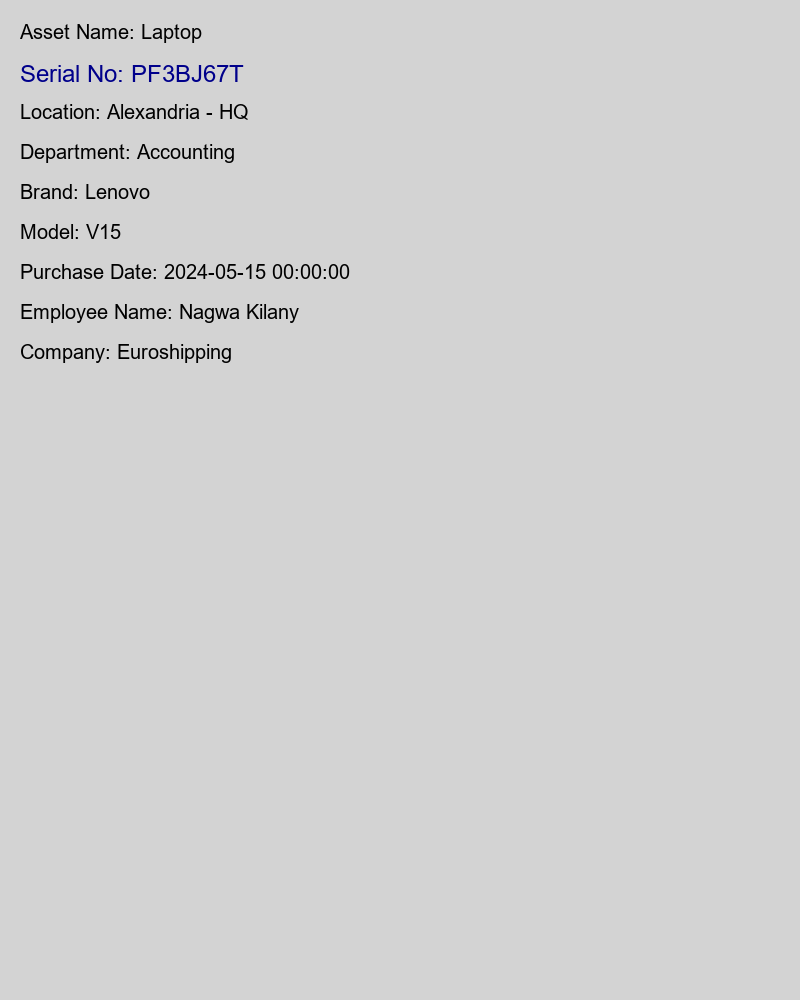 Asset Name: Laptop
Serial No: PF3BJ67T
Location: Alexandria - HQ
Department: Accounting
Brand: Lenovo
Model: V15
Purchase Date: 2024-05-15 00:00:00
Employee Name: Nagwa Kilany
Company: Euroshipping